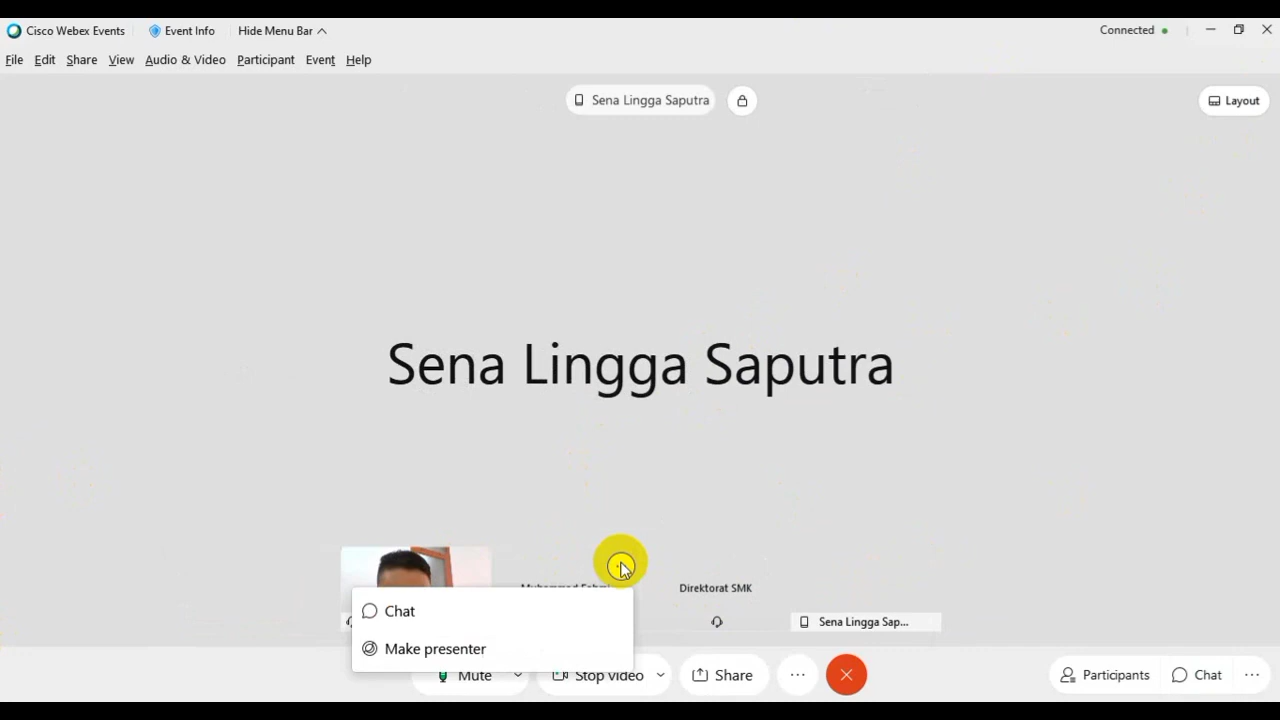 Cisco Webex Events Event Info Hide Menu Bar Connected
File Edit Share View Audio & Video Participant Event Help
Sena Lingga Saputra Layout
Sena Lingga Saputra
Direktorat SMK
Chat
Sena Lingga Sap...
Make presenter
Mute Stop video Share Participants Chat